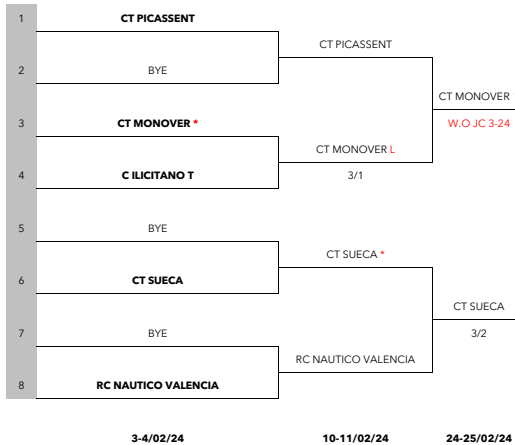 1 CT PICASSENT
CT PICASSENT
2 BYE
CT MONOVER
3 CT MONOVER *
W.O JC 3-24
CT MONOVER L
4 C ILICITANO T
3/1
5 BYE
CT SUECA *
6 CT SUECA
CT SUECA
7 BYE
3/2
RC NAUTICO VALENCIA
8 RC NAUTICO VALENCIA
3-4/02/24 10-11/02/24 24-25/02/24